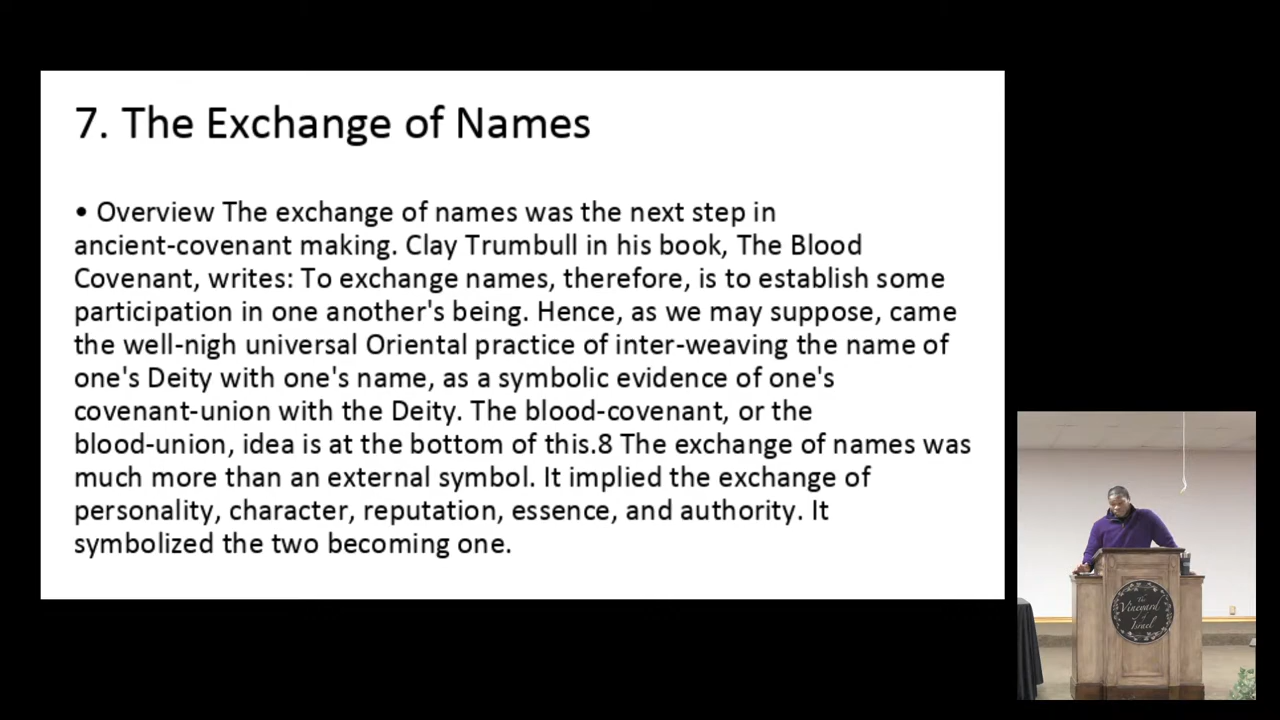 7. The Exchange of Names
• Overview The exchange of names was the next step in
ancient-covenant making. Clay Trumbull in his book, The Blood
Covenant, writes: To exchange names, therefore, is to establish some
participation in one another's being. Hence, as we may suppose, came
the well-nigh universal Oriental practice of inter-weaving the name of
one's Deity with one's name, as a symbolic evidence of one's
covenant-union with the Deity. The blood-covenant, or the
blood-union, idea is at the bottom of this.8 The exchange of names was
much more than an external symbol. It implied the exchange of
personality, character, reputation, essence, and authority. It
symbolized the two becoming one.
The
Vineyard
of
Israel